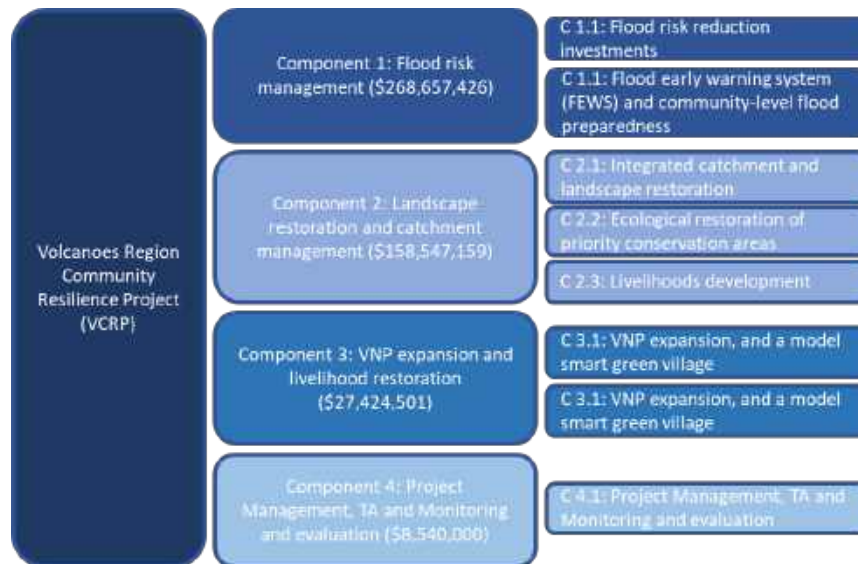 Volcanoes Region
Community
Resilience Project
(VCRP)
Component 1: Flood risk
management ($268,657,426)
C 1.1: Flood risk reduction
investments
C 1.1: Flood early warning system
(FEWS) and community-level flood
preparedness
Component 2: Landscape
restoration and catchment
management ($158,547,159)
C 2.1: Integrated catchment and
landscape restoration
C 2.2: Ecological restoration of
priority conservation areas
C 2.3: Livelihoods development
Component 3: VNP expansion and
livelihood restoration
($27,424,501)
C 3.1: VNP expansion, and a model
smart green village
C 3.1: VNP expansion, and a model
smart green village
Component 4: Project
Management, TA and Monitoring
and evaluation ($8,540,000)
C 4.1: Project Management, TA and
Monitoring and evaluation